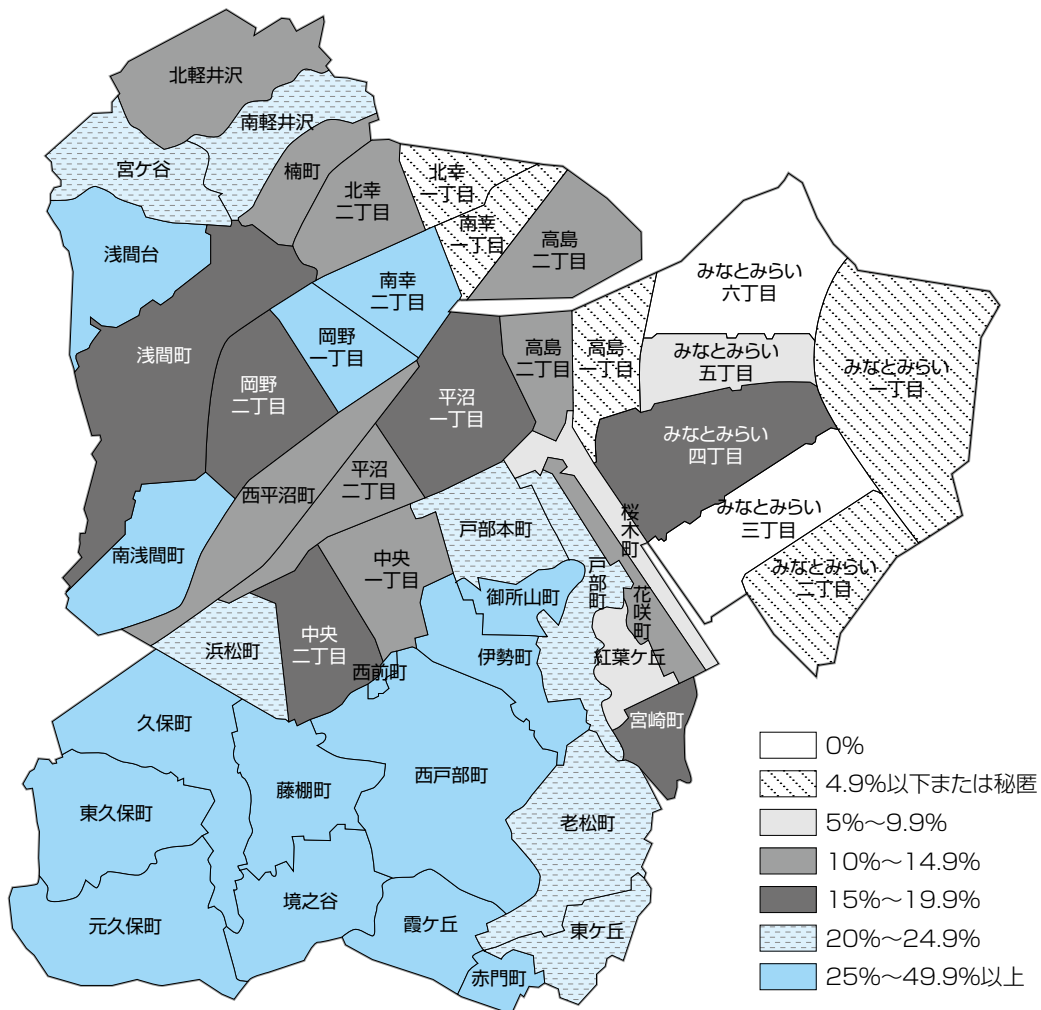 北軽井沢
南軽井沢
宮ケ谷
楠町
北幸
二丁目
北幸
一丁目
南幸
一丁目
高島
二丁目
浅間台
南幸
二丁目
みなとみらい
六丁目
浅間町
岡野
一丁目
岡野
二丁目
平沼
一丁目
高島
二丁目
高島
一丁目
みなとみらい
五丁目
みなとみらい
一丁目
みなとみらい
四丁目
西平沼町
平沼
二丁目
戸部本町
桜木町
みなとみらい
三丁目
南浅間町
中央
一丁目
御所山町
戸部町
花咲町
みなとみらい
二丁目
浜松町
中央
二丁目
西前町
伊勢町
紅葉ケ丘
宮崎町
久保町
東久保町
藤棚町
西戸部町
老松町
元久保町
境之谷
霞ケ丘
東ケ丘
赤門町
0%
4.9%以下または秘匿
5%～9.9%
10%～14.9%
15%～19.9%
20%～24.9%
25%～49.9%以上